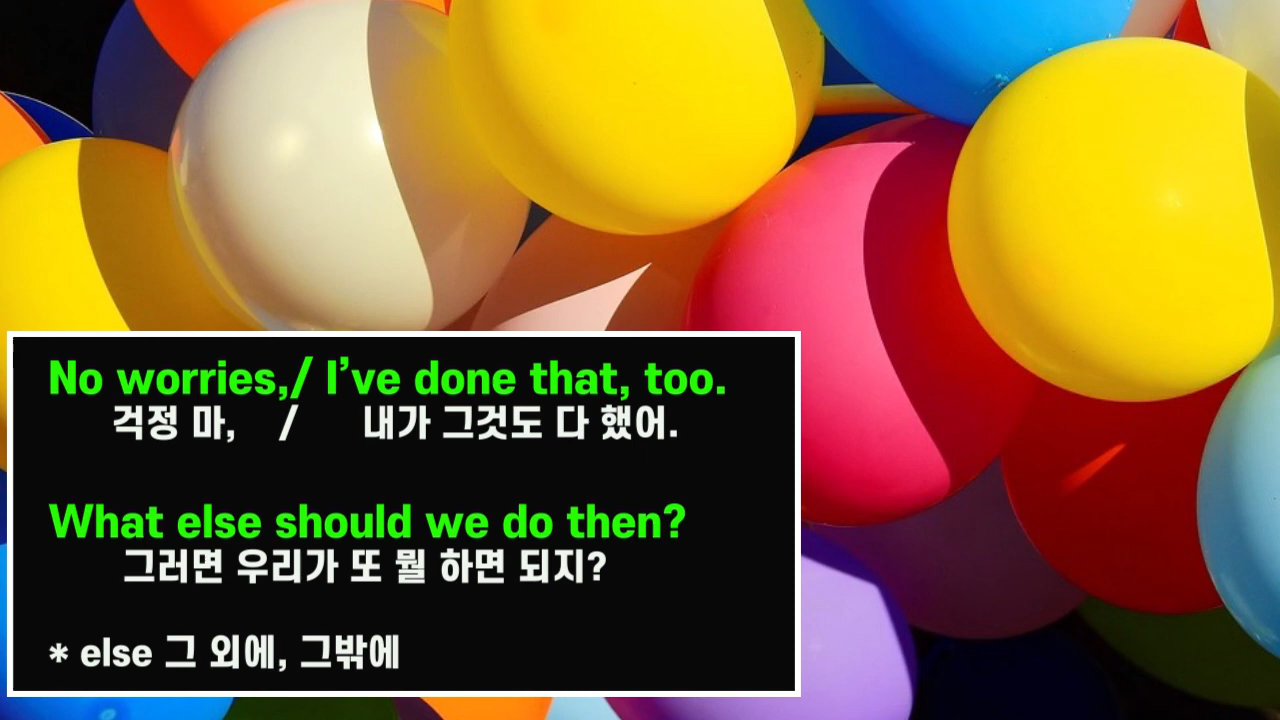 No worries,/ I’ve done that, too.
걱정 마, / 내가 그것도 다 했어.
What else should we do then?
그러면 우리가 또 뭘 하면 되지?
* else 그 외에, 그밖에